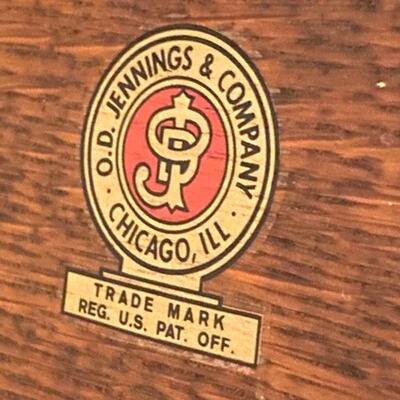 O.D. JENNINGS & COMPANY
· CHICAGO, ILL ·
TRADE MARK
REG. U.S. PAT. OFF.